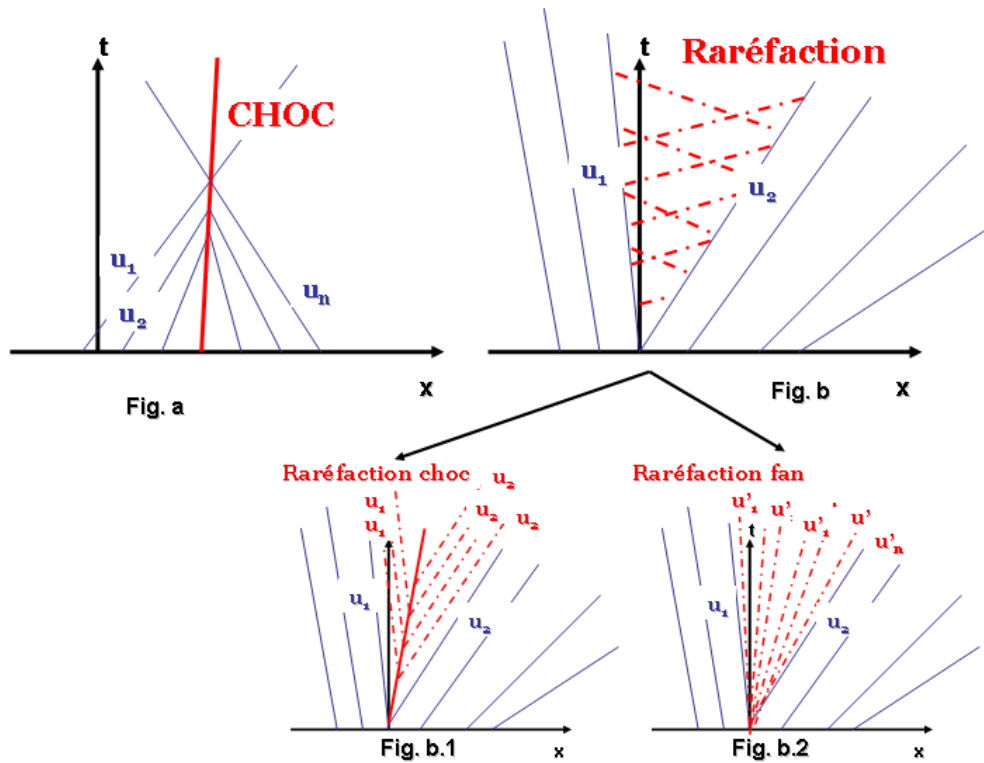 t
CHOC
u₁
u₂
uₙ
x
Fig. a
t
Raréfaction
u₁
u₂
x
Fig. b
Raréfaction choc
u₁
u₁
u₂
u₂
u₂
u₁
u₂
Fig. b.1
x
Raréfaction fan
u'₁
u'
u'₁
u'
u'ₙ
t
u₁
u₂
Fig. b.2
x